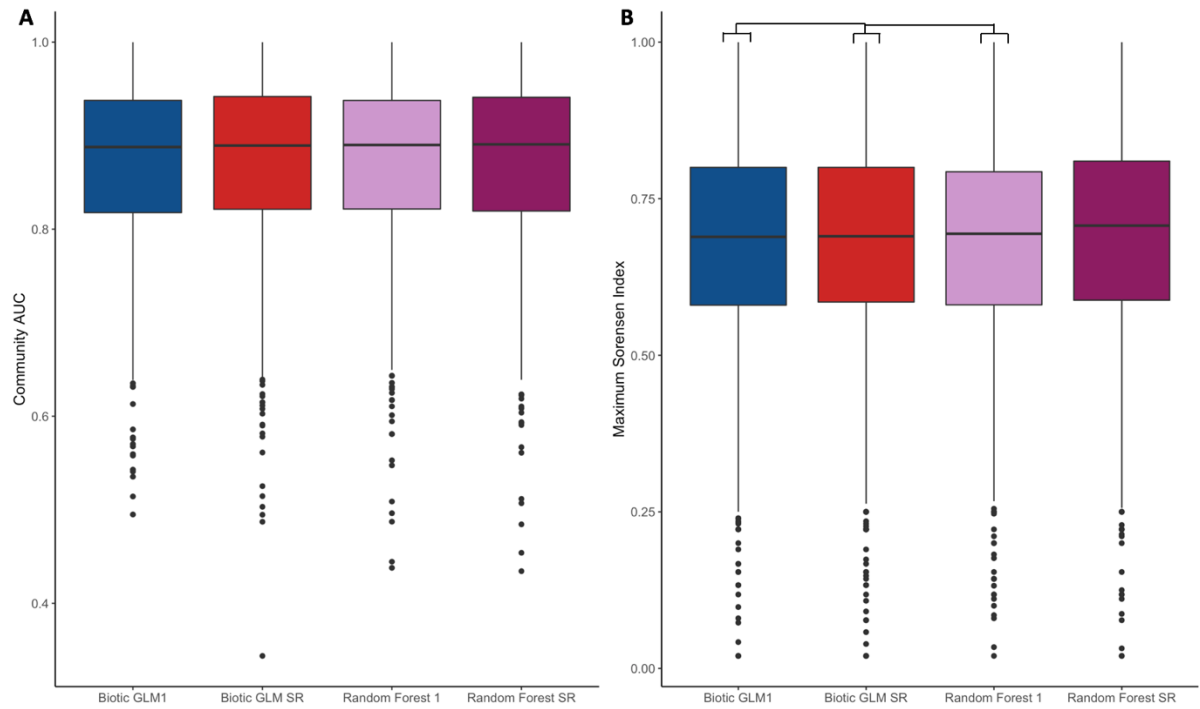 A
Community AUC
1.0
0.8
0.6
0.4
Biotic GLM1
Biotic GLM SR
Random Forest 1
Random Forest SR
B
Maximum Sorensen Index
1.00
0.75
0.50
0.25
0.00
Biotic GLM1
Biotic GLM SR
Random Forest 1
Random Forest SR